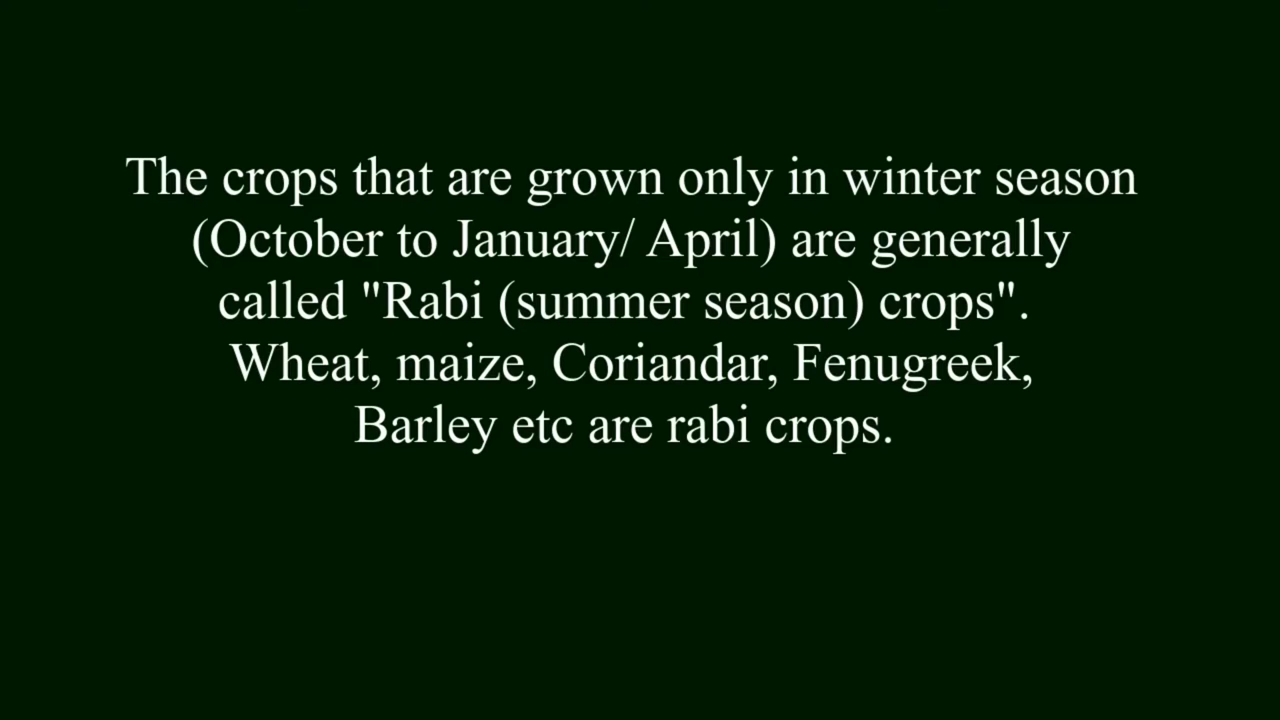 The crops that are grown only in winter season
(October to January/ April) are generally
called "Rabi (summer season) crops".
Wheat, maize, Coriandar, Fenugreek,
Barley etc are rabi crops.